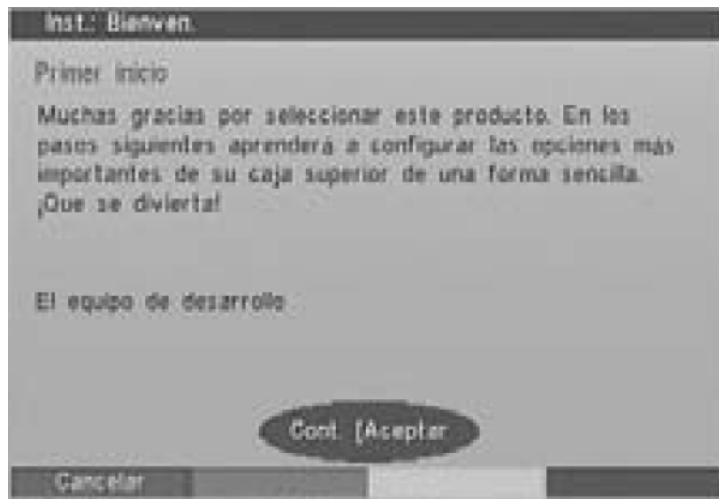 Inst.: Bienven.
Primer inicio
Muchas gracias por seleccionar este producto. En los
pasos siguientes aprenderá a configurar las opciones más
importantes de su caja superior de una forma sencilla.
¡Que se divierta!
El equipo de desarrollo
Cont. [Aceptar
Cancelar